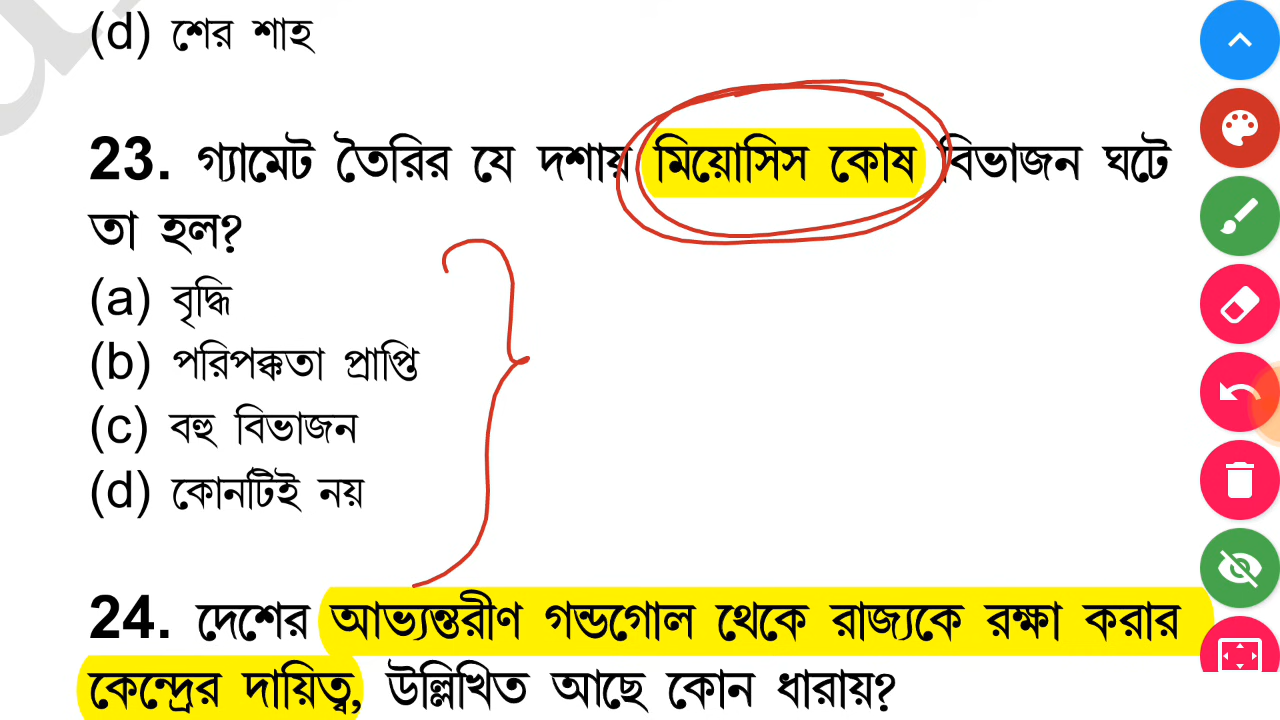 (d) শের শাহ
23. গ্যামেট তৈরির যে দশায় মিয়োসিস কোষ বিভাজন ঘটে
তা হল?
(a) বৃদ্ধি
(b) পরিপক্কতা প্রাপ্তি
(c) বহু বিভাজন
(d) কোনটিই নয়
24. দেশের আভ্যন্তরীণ গন্ডগোল থেকে রাজ্যকে রক্ষা করার
কেন্দ্রের দায়িত্ব, উল্লিখিত আছে কোন ধারায়?